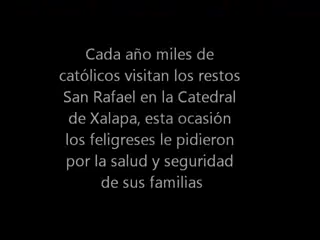 Cada año miles de
católicos visitan los restos
San Rafael en la Catedral
de Xalapa, esta ocasión
los feligreses le pidieron
por la salud y seguridad
de sus familias